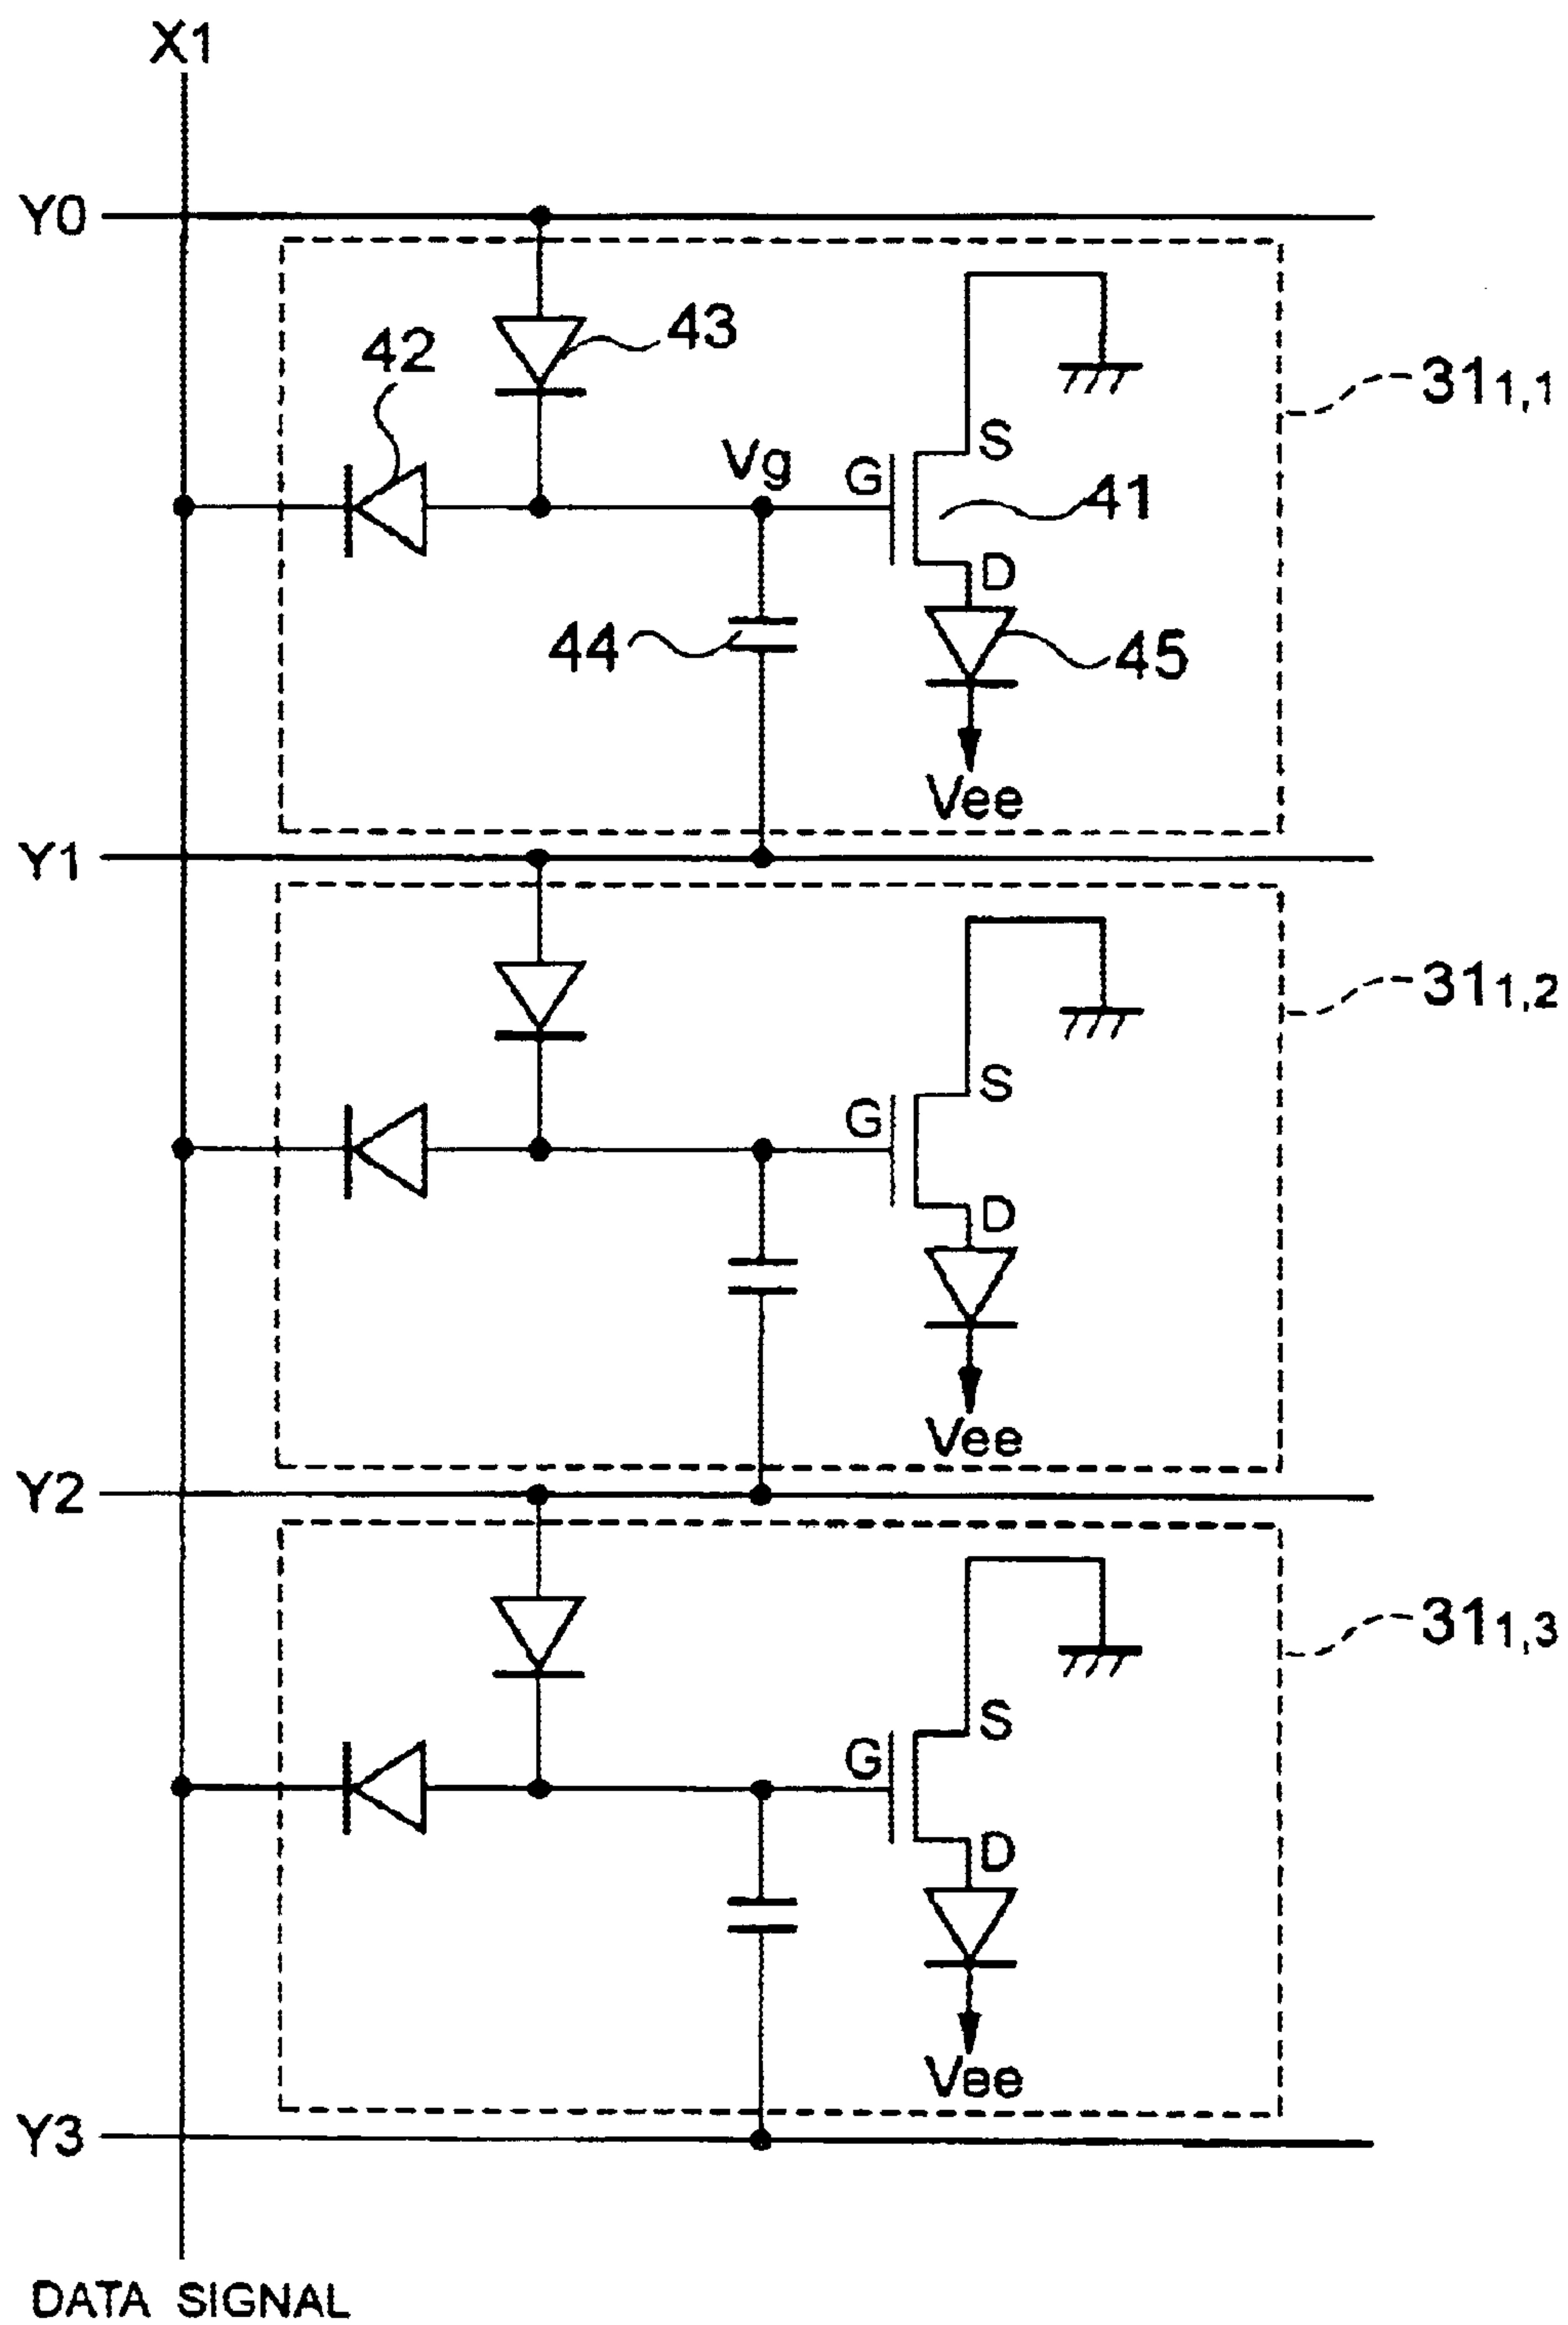 X1
Y0
43
42
31 1,1
S
Vg
G
41
D
44
45
Vee
Y1
31 1,2
S
G
D
Vee
Y2
31 1,3
S
G
D
Vee
Y3
DATA SIGNAL